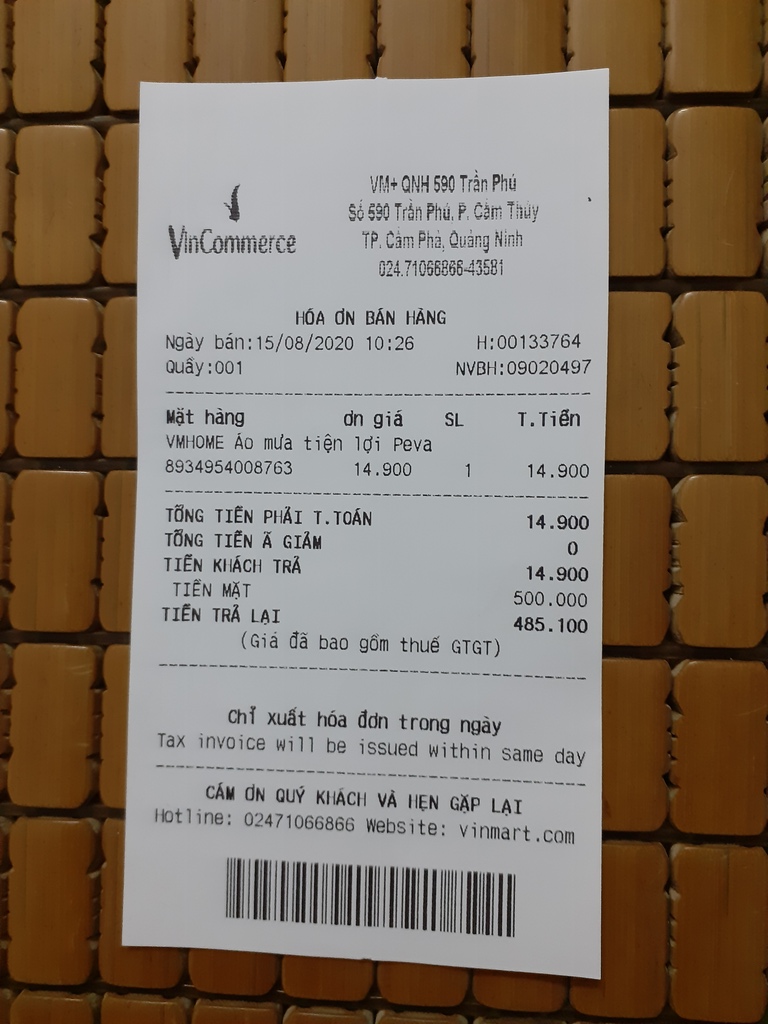 VinCommerce
VM+ QNH 590 Trần Phú
Số 590 Trần Phú, P. Cẩm Thủy
TP. Cẩm Phả, Quảng Ninh
024.71066866-43581
HÓA ƠN BÁN HÀNG
Ngày bán:15/08/2020 10:26 H:00133764
Quầy:001 NVBH:09020497
Mặt hàng ơn giá SL T.Tiền
VMHOME Áo mưa tiện lợi Peva
8934954008763 14.900 1 14.900
TỔNG TIỀN PHẢI T.TOÁN 14.900
TỔNG TIỀN Ã GIẢM 0
TIỀN KHÁCH TRẢ 14.900
TIỀN MẶT 500.000
TIỀN TRẢ LẠI 485.100
(Giá đã bao gồm thuế GTGT)
Chỉ xuất hóa đơn trong ngày
Tax invoice will be issued within same day
CÁM ƠN QUÝ KHÁCH VÀ HẸN GẶP LẠI
Hotline: 02471066866 Website: vinmart.com